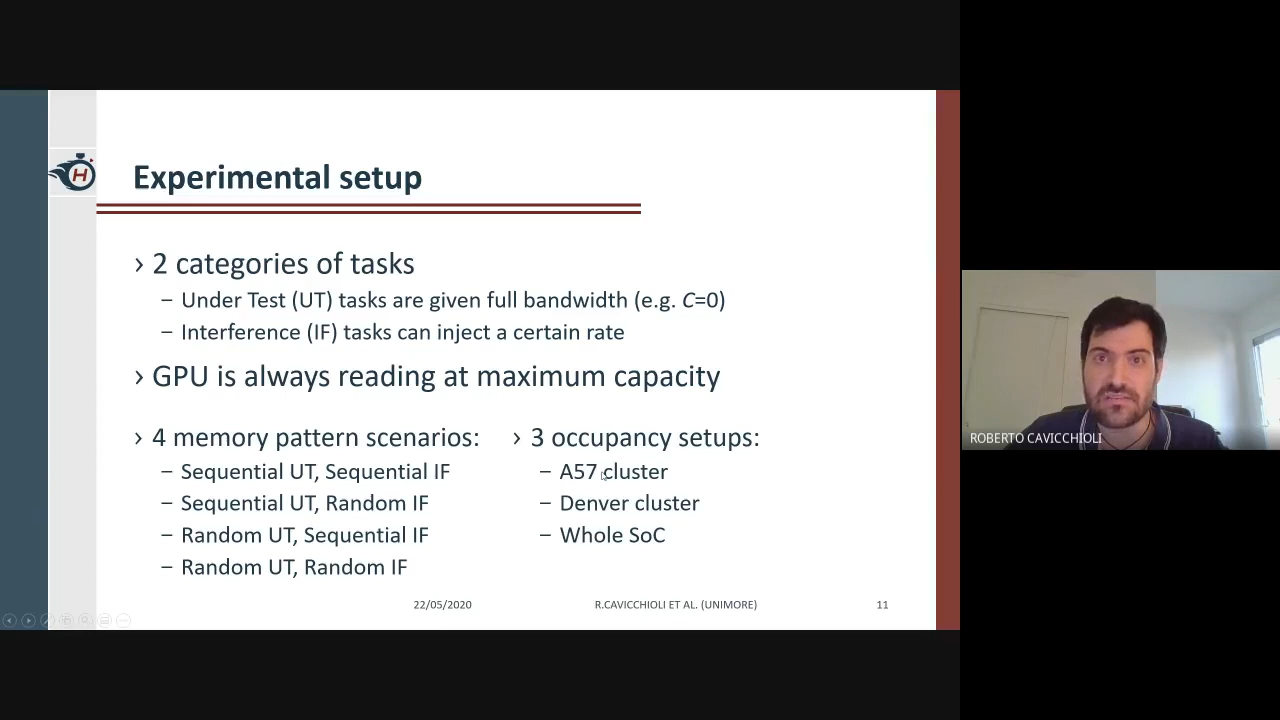 Experimental setup
H
› 2 categories of tasks
– Under Test (UT) tasks are given full bandwidth (e.g. C=0)
– Interference (IF) tasks can inject a certain rate
› GPU is always reading at maximum capacity
› 4 memory pattern scenarios:
– Sequential UT, Sequential IF
– Sequential UT, Random IF
– Random UT, Sequential IF
– Random UT, Random IF
› 3 occupancy setups:
– A57 cluster
– Denver cluster
– Whole SoC
22/05/2020
R.CAVICCHIOLI ET AL. (UNIMORE)
11
ROBERTO CAVICCHIOLI